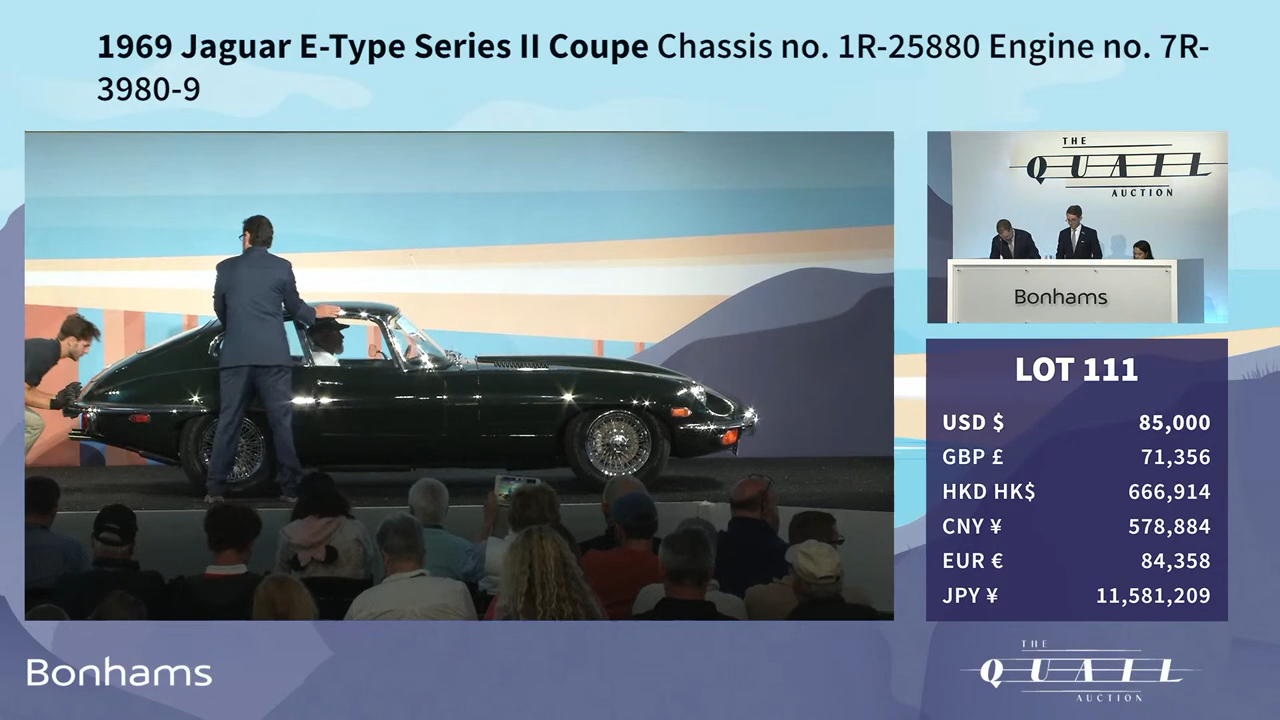 1969 Jaguar E-Type Series II Coupe Chassis no. 1R-25880 Engine no. 7R-
3980-9
THE
QUAIL
AUCTION
Bonhams
LOT 111
USD $ 85,000
GBP £ 71,356
HKD HK$ 666,914
CNY ¥ 578,884
EUR € 84,358
JPY ¥ 11,581,209
Bonhams
THE
QUAIL
AUCTION